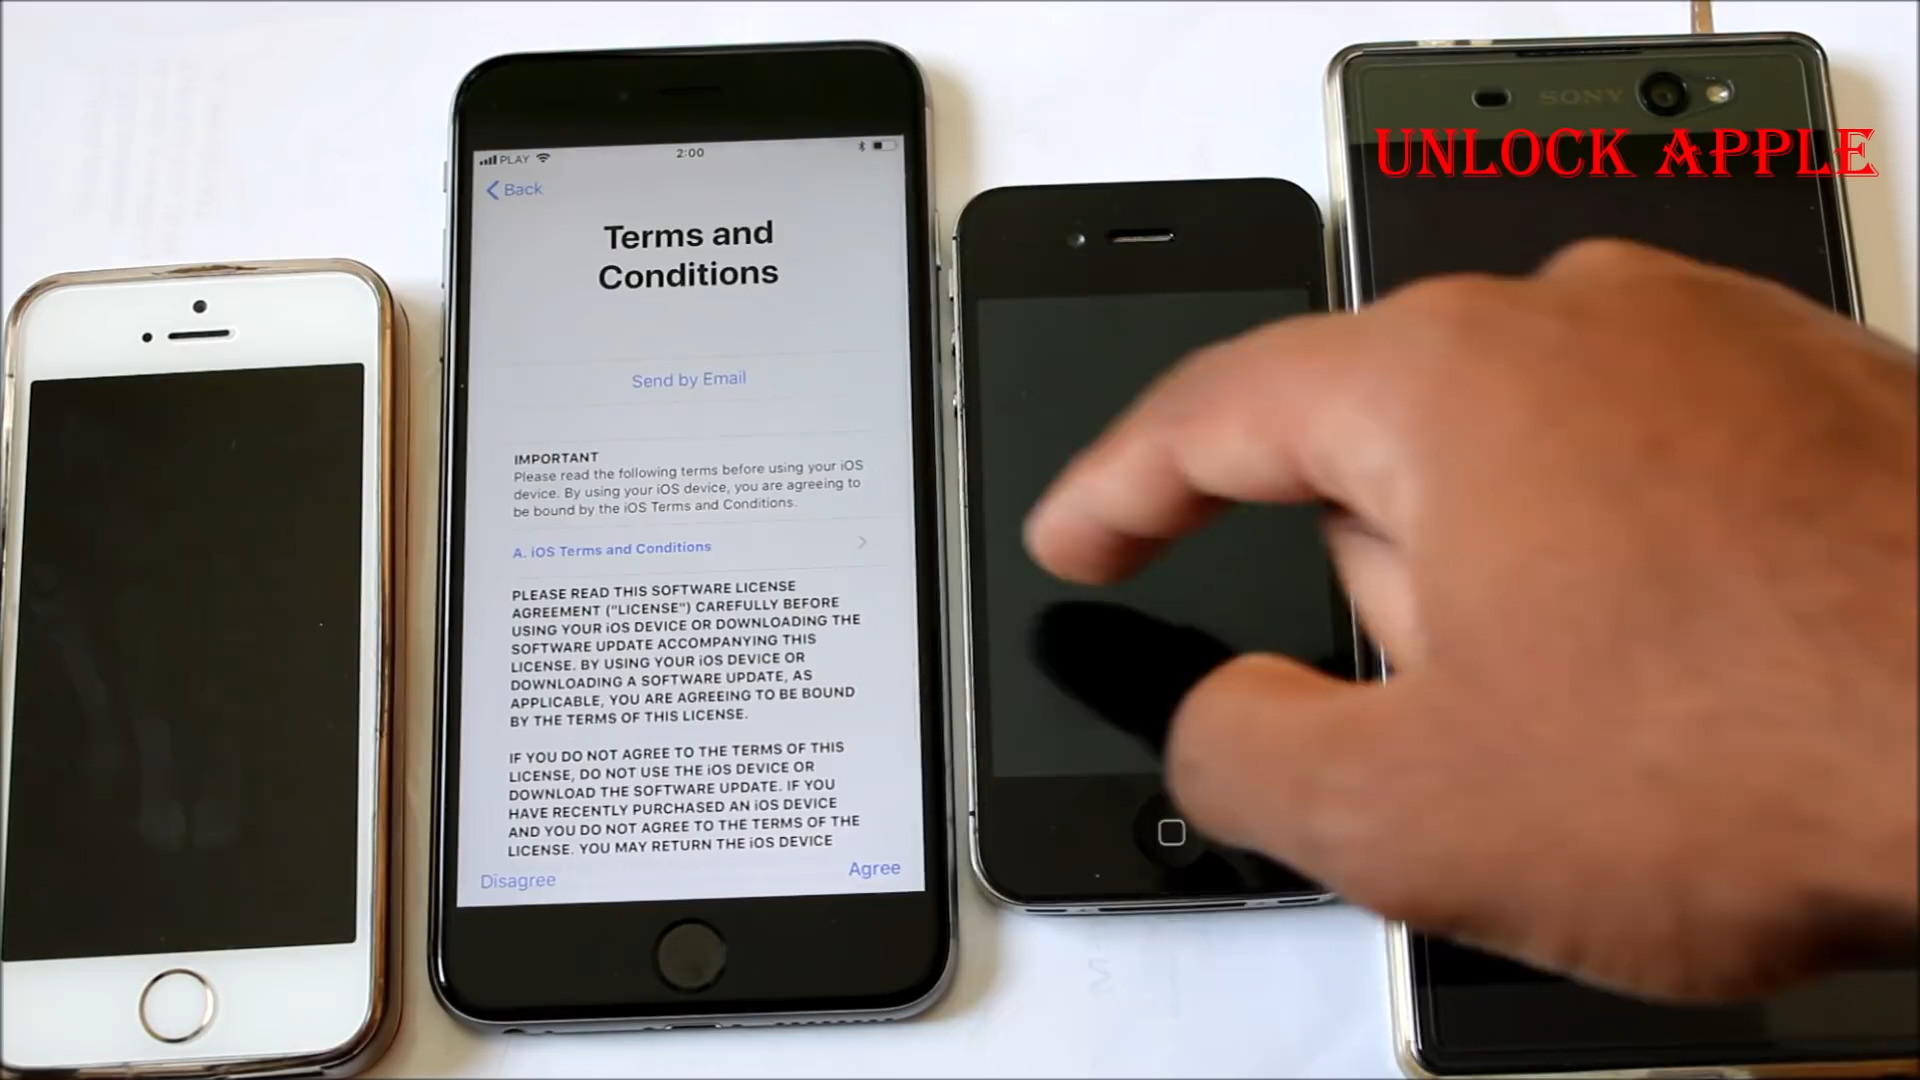 SONY
UNLOCK APPLE
PLAY
2:00
Back
Terms and
Conditions
Send by Email
IMPORTANT
Please read the following terms before using your iOS
device. By using your iOS device, you are agreeing to
be bound by the iOS Terms and Conditions.
A. iOS Terms and Conditions
PLEASE READ THIS SOFTWARE LICENSE
AGREEMENT ("LICENSE") CAREFULLY BEFORE
USING YOUR iOS DEVICE OR DOWNLOADING THE
SOFTWARE UPDATE ACCOMPANYING THIS
LICENSE. BY USING YOUR iOS DEVICE OR
DOWNLOADING A SOFTWARE UPDATE, AS
APPLICABLE, YOU ARE AGREEING TO BE BOUND
BY THE TERMS OF THIS LICENSE.
IF YOU DO NOT AGREE TO THE TERMS OF THIS
LICENSE, DO NOT USE THE iOS DEVICE OR
DOWNLOAD THE SOFTWARE UPDATE. IF YOU
HAVE RECENTLY PURCHASED AN iOS DEVICE
AND YOU DO NOT AGREE TO THE TERMS OF THE
LICENSE. YOU MAY RETURN THE iOS DEVICE
Disagree
Agree